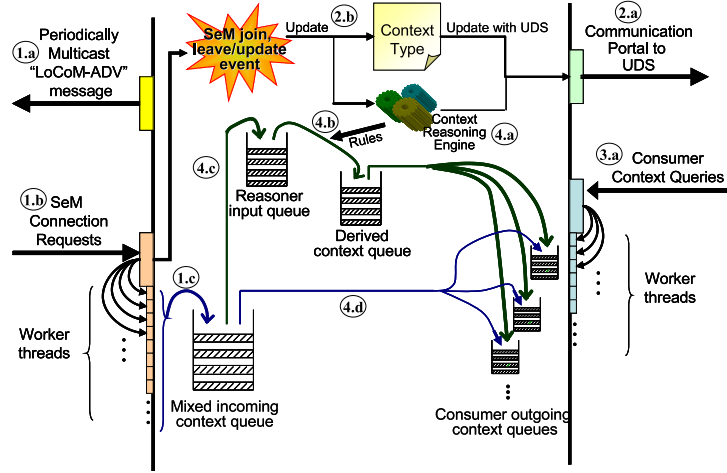 1.a
Periodically
Multicast
“LoCoM-ADV”
message
SeM join,
leave/update
event
Update
2.b
Context
Type
Update with UDS
2.a
Communication
Portal to
UDS
4.b
Rules
Context
Reasoning
Engine
4.a
4.c
Reasoner
input queue
Derived
context queue
3.a
Consumer
Context Queries
1.b
SeM
Connection
Requests
1.c
4.d
Worker
threads
Worker
threads
Mixed incoming
context queue
Consumer outgoing
context queues